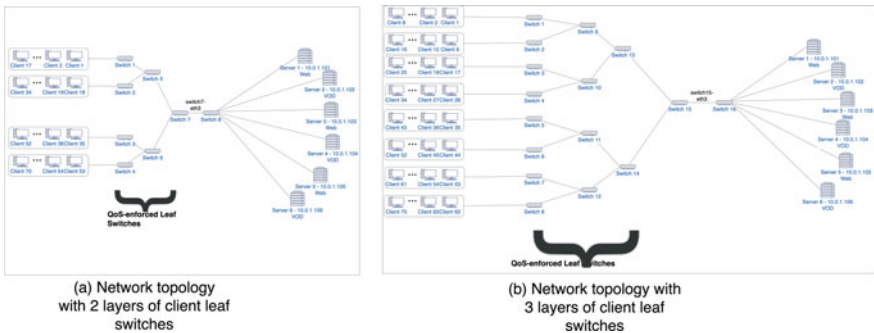 Client 17 Client 2 Client 1
Switch 1
Client 34 Client 19 Client 18
Switch 2
Switch 5
switch7-
eth3
Switch 7
Switch 8
Client 52 Client 36 Client 35
Switch 3
Switch 6
Client 70 Client 54 Client 53
Switch 4
Server 1 - 10.0.1.101
Web
Server 2 - 10.0.1.102
VOD
Server 3 - 10.0.1.103
Web
Server 4 - 10.0.1.104
VOD
Server 5 - 10.0.1.105
Web
Server 6 - 10.0.1.106
VOD
QoS-enforced Leaf
Switches
(a) Network topology
with 2 layers of client leaf
switches
Client 8 Client 2 Client 1
Switch 1
Switch 9
Client 16 Client 10 Client 9
Switch 2
Switch 13
Client 25 Client 18 Client 17
Switch 3
Switch 10
Client 34 Client 27 Client 26
Switch 4
switch15-
eth3
Switch 15
Switch 16
Client 43 Client 36 Client 35
Switch 5
Switch 11
Client 52 Client 45 Client 44
Switch 6
Switch 14
Client 61 Client 54 Client 53
Switch 7
Switch 12
Client 70 Client 63 Client 62
Switch 8
Server 1 - 10.0.1.101
Web
Server 2 - 10.0.1.102
VOD
Server 3 - 10.0.1.103
Web
Server 4 - 10.0.1.104
VOD
Server 5 - 10.0.1.105
Web
Server 6 - 10.0.1.106
VOD
QoS-enforced Leaf Switches
(b) Network topology with
3 layers of client leaf
switches